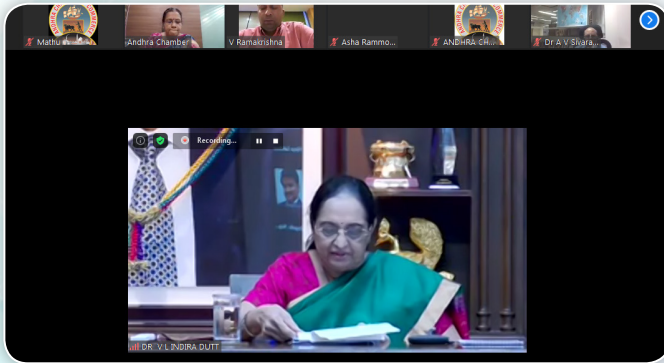 Mathu
Andhra Chamber
V Ramakrishna
Asha Rammo...
ANDHRA CH...
Dr A V Sivara...
Recording...
DR V L INDIRA DUTT